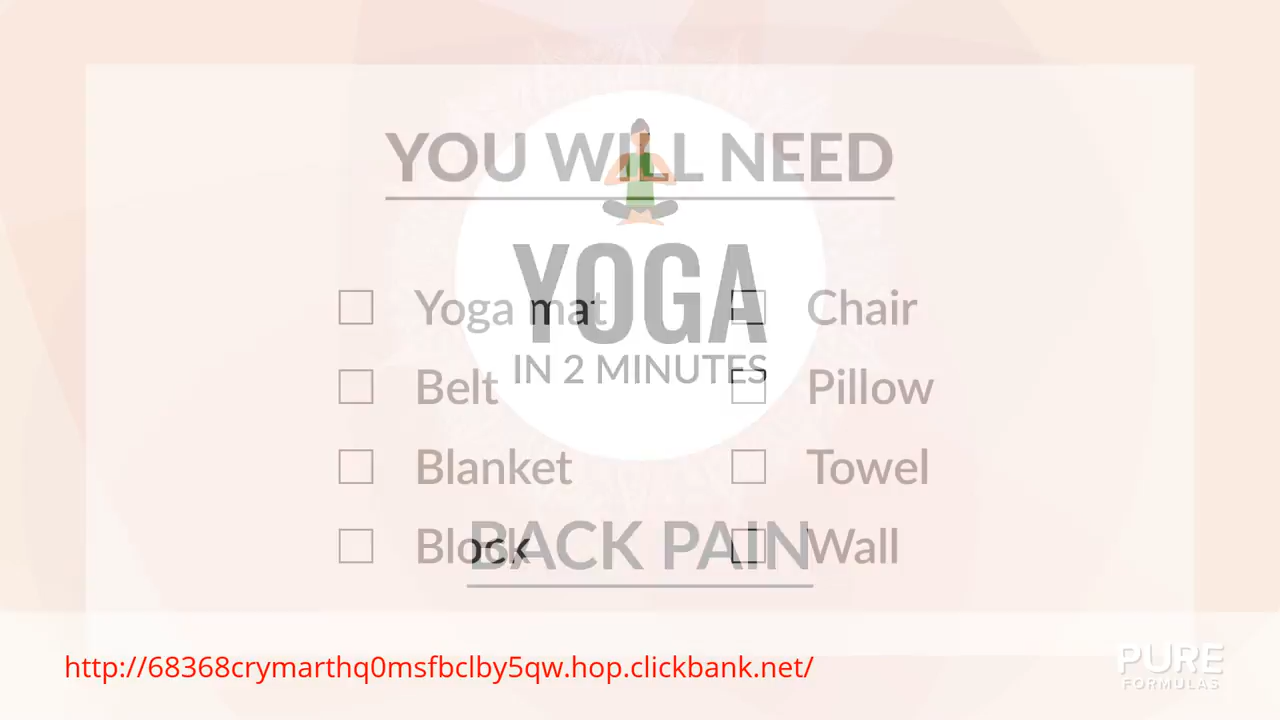 YOU WILL NEED
YOGA
IN 2 MINUTES
Yoga mat
Chair
Belt
Pillow
Blanket
Towel
Block
Wall
BACK PAIN
http://68368crymarthq0msfbclby5qw.hop.clickbank.net/
PURE
FORMULAS